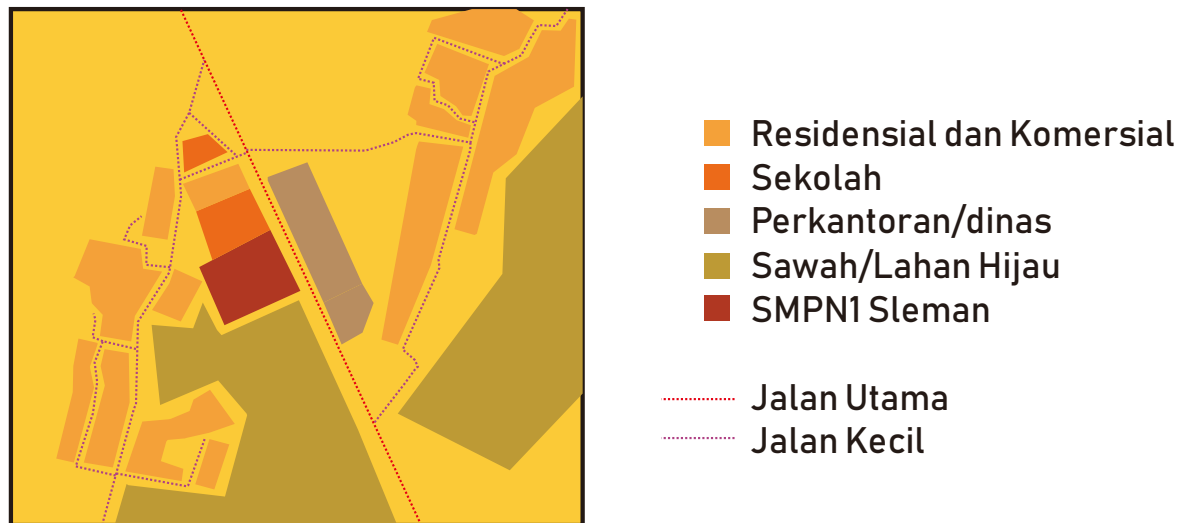 Residensial dan Komersial
Sekolah
Perkantoran/dinas
Sawah/Lahan Hijau
SMPN1 Sleman
Jalan Utama
Jalan Kecil